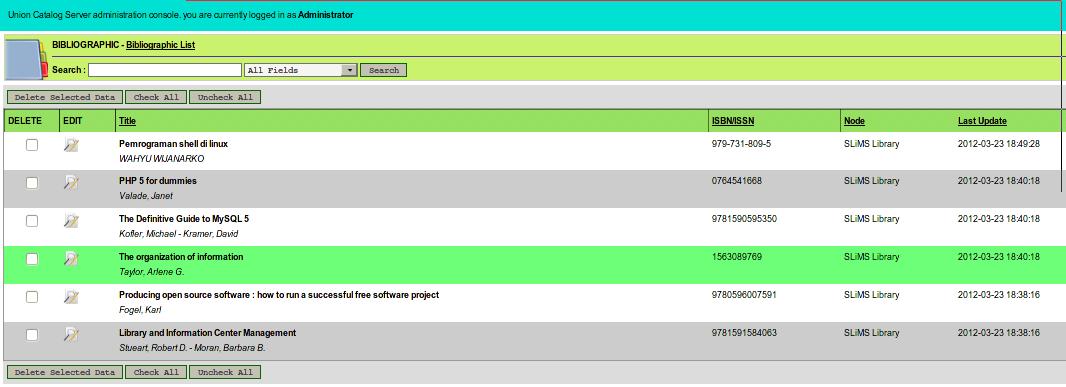 Union Catalog Server administration console. you are currently logged in as Administrator
BIBLIOGRAPHIC - Bibliographic List
Search : All Fields Search
Delete Selected Data Check All Uncheck All
DELETE EDIT Title ISBN/ISSN Node Last Update
Pemrograman shell di linux 979-731-809-5 SLiMS Library 2012-03-23 18:49:28
WAHYU WIJANARKO
PHP 5 for dummies 0764541668 SLiMS Library 2012-03-23 18:40:18
Valade, Janet
The Definitive Guide to MySQL 5 9781590595350 SLiMS Library 2012-03-23 18:40:18
Kofler, Michael - Kramer, David
The organization of information 1563089769 SLiMS Library 2012-03-23 18:40:18
Taylor, Arlene G.
Producing open source software : how to run a successful free software project 9780596007591 SLiMS Library 2012-03-23 18:38:16
Fogel, Karl
Library and Information Center Management 9781591584063 SLiMS Library 2012-03-23 18:38:16
Stueart, Robert D. - Moran, Barbara B.
Delete Selected Data Check All Uncheck All